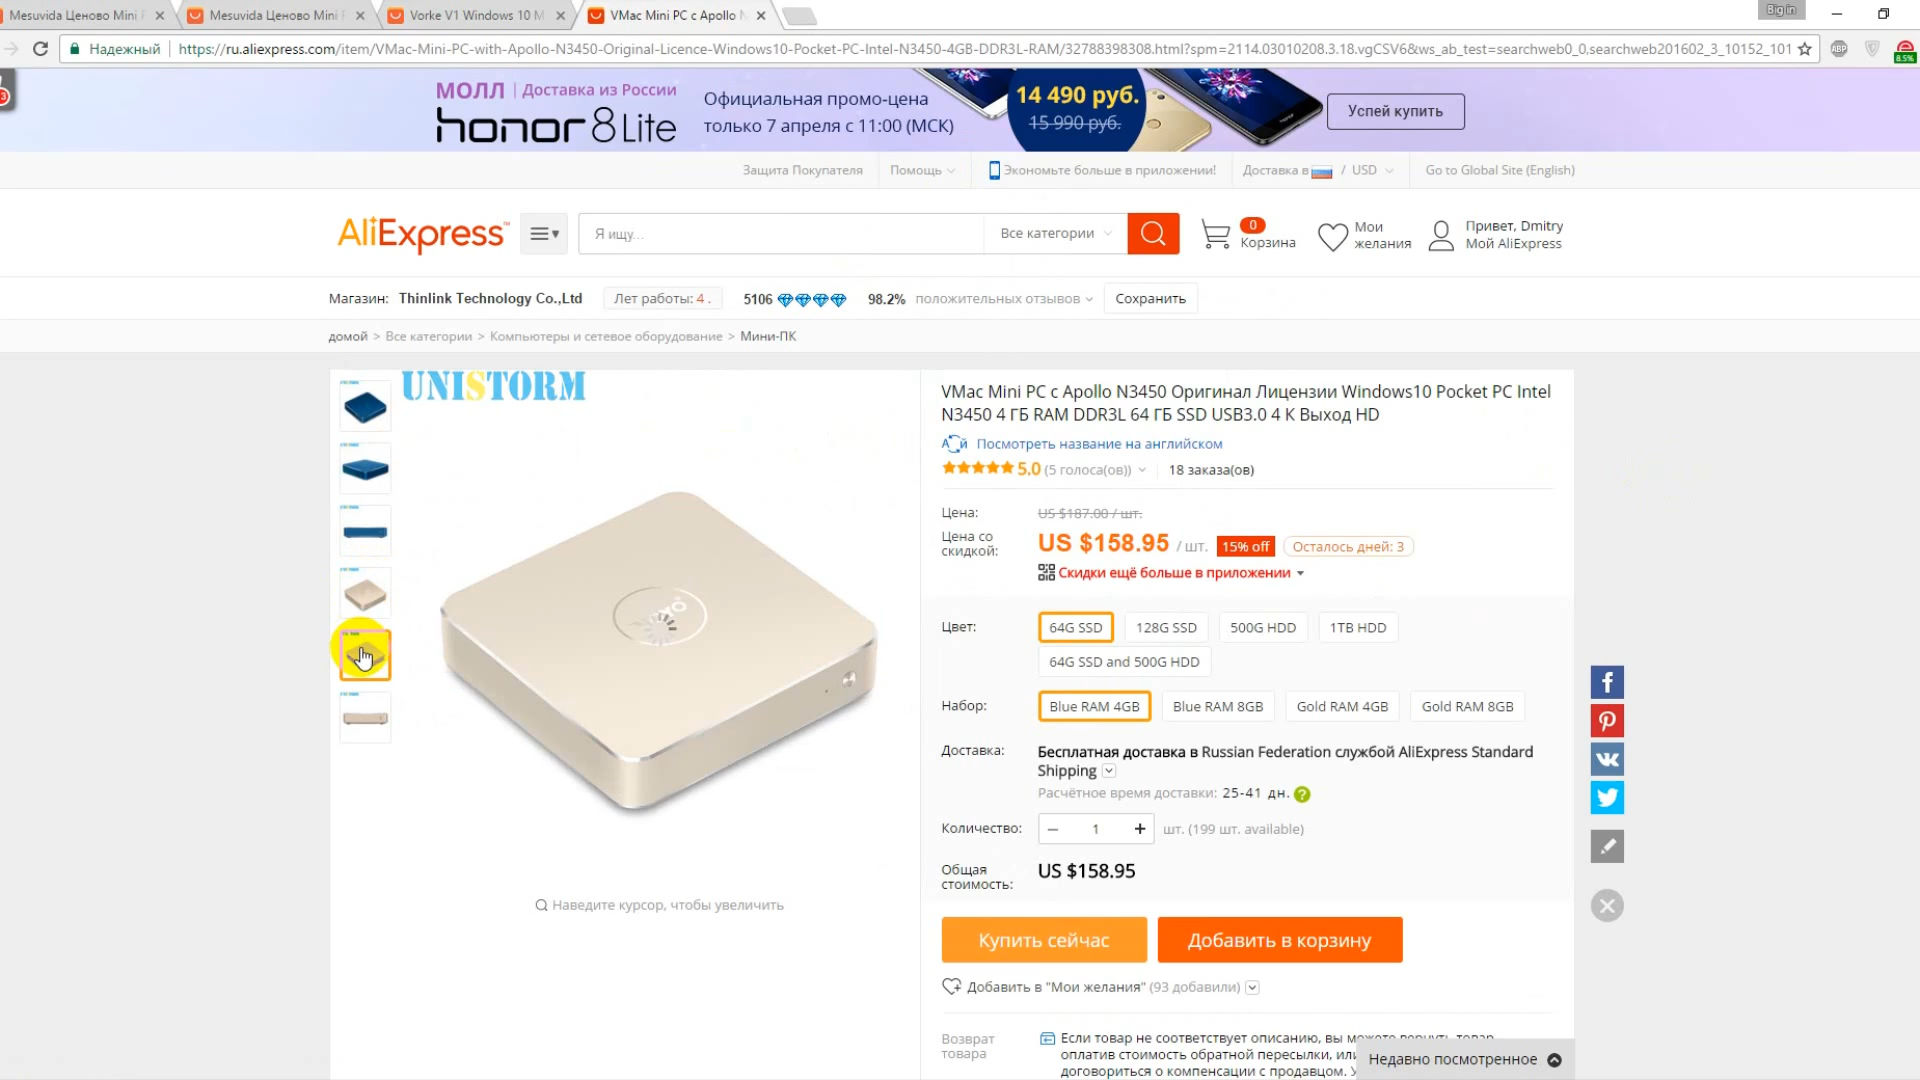 Mesuvida Ценово Mini
Mesuvida Ценово Mini
Vorke V1 Windows 10 M
VMac Mini PC с Apollo
Big in
Надежный
https://ru.aliexpress.com/item/VMac-Mini-PC-with-Apollo-N3450-Original-Licence-Windows10-Pocket-PC-Intel-N3450-4GB-DDR3L-RAM/32788398308.html?spm=2114.03010208.3.18.vgCSV6&ws_ab_test=searchweb0_0,searchweb201602_3_10152_101
ABP
8.5%
3
МОЛЛ | Доставка из России
honor 8 Lite
Официальная промо-цена
только 7 апреля с 11:00 (МСК)
14 490 руб.
15 990 руб.
Успей купить
Защита Покупателя
Помощь
Экономьте больше в приложении!
Доставка в / USD
Go to Global Site (English)
AliExpress™
Я ищу...
Все категории
0
Корзина
Мои
желания
Привет, Dmitry
Мой AliExpress
Магазин: Thinlink Technology Co.,Ltd
Лет работы: 4 .
5106
98.2% положительных отзывов
Сохранить
домой > Все категории > Компьютеры и сетевое оборудование > Мини-ПК
UNISTORM
VMac Mini PC с Apollo N3450 Оригинал Лицензии Windows10 Pocket PC Intel
N3450 4 ГБ RAM DDR3L 64 ГБ SSD USB3.0 4 К Выход HD
Посмотреть название на английском
5.0 (5 голоса(ов)) 18 заказа(ов)
Цена: US $187.00 / шт.
Цена со
скидкой:
US $158.95 / шт. 15% off Осталось дней: 3
Скидки ещё больше в приложении
Цвет: 64G SSD 128G SSD 500G HDD 1TB HDD
64G SSD and 500G HDD
Набор: Blue RAM 4GB Blue RAM 8GB Gold RAM 4GB Gold RAM 8GB
Доставка: Бесплатная доставка в Russian Federation службой AliExpress Standard
Shipping
Расчётное время доставки: 25-41 дн. ?
Количество: − 1 + шт. (199 шт. available)
Общая
стоимость:
US $158.95
Наведите курсор, чтобы увеличить
Купить сейчас
Добавить в корзину
Добавить в "Мои желания" (93 добавили)
Возврат
товара
Если товар не соответствует описанию, вы можете вернуть товар,
оплатив стоимость обратной пересылки, или
договориться о компенсации с продавцом. У
Недавно посмотренное